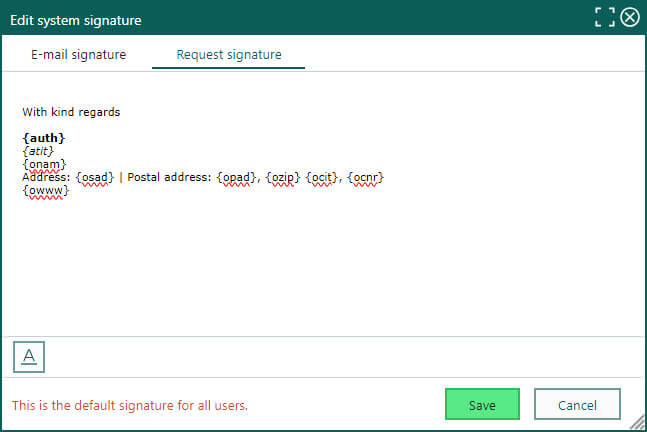 Edit system signature
E-mail signature Request signature
With kind regards
{auth}
{atit}
{onam}
Address: {osad} | Postal address: {opad}, {ozip} {ocit}, {ocnr}
{owww}
A
This is the default signature for all users. Save Cancel